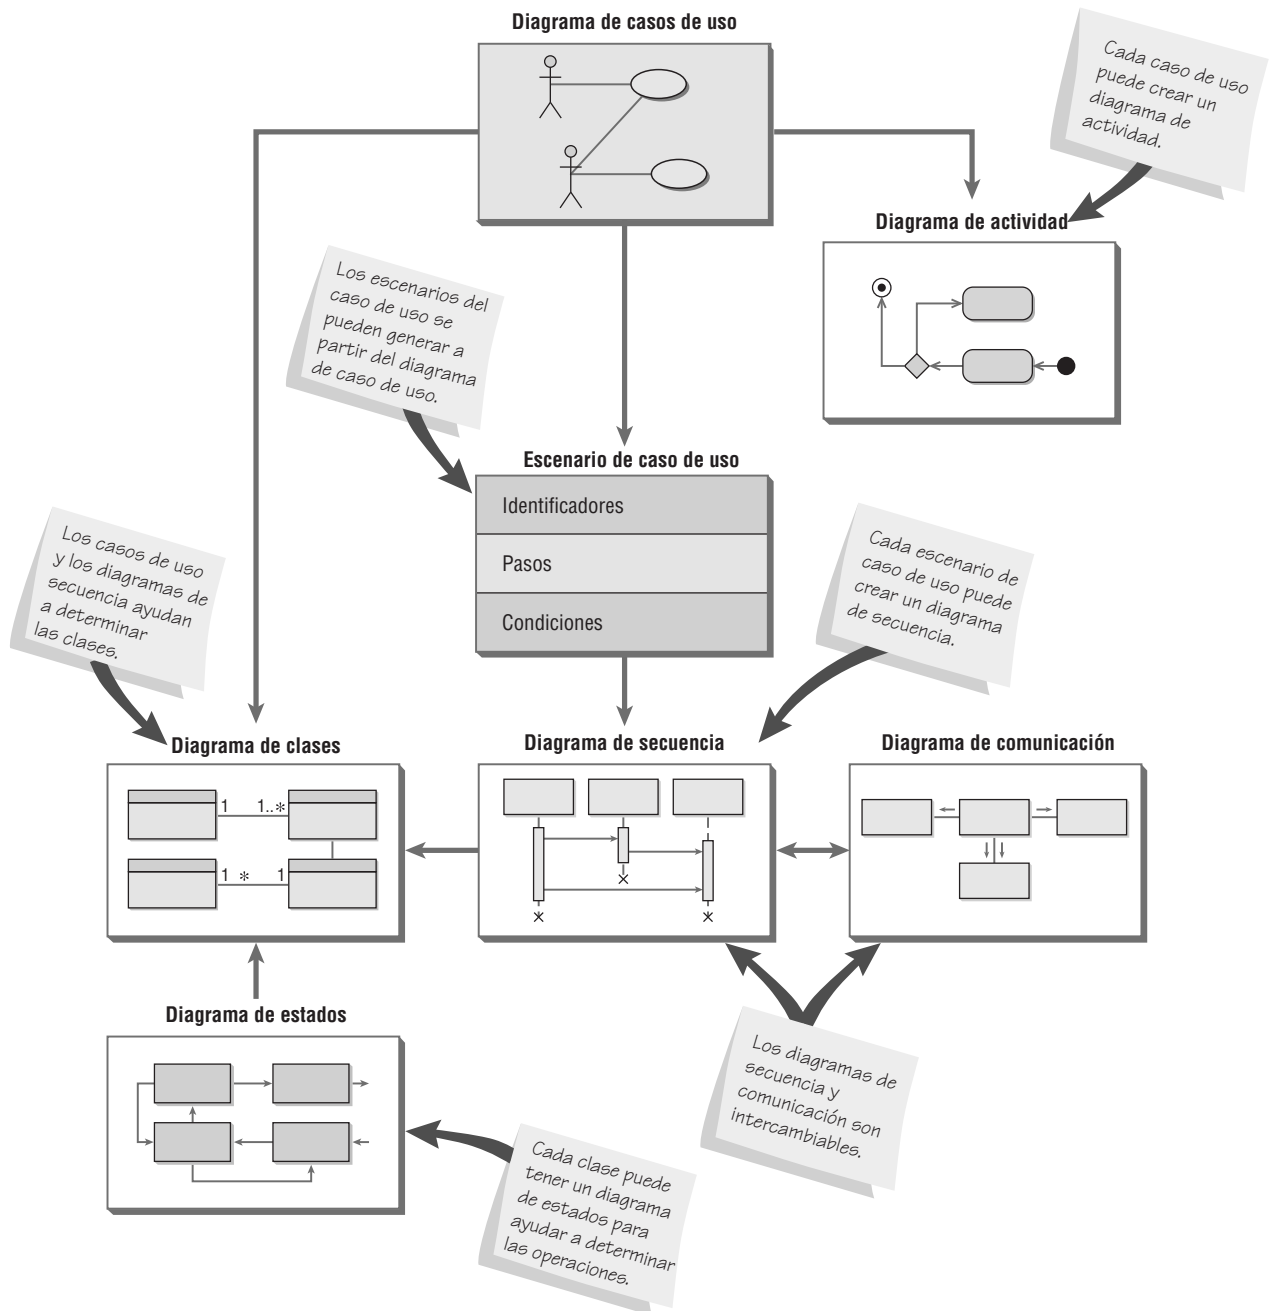 Diagrama de casos de uso
Cada caso de uso
puede crear un
diagrama de
actividad.
Diagrama de actividad
Los escenarios del
caso de uso se
pueden generar a
partir del diagrama
de caso de uso.
Escenario de caso de uso
Identificadores
Pasos
Condiciones
Los casos de uso
y los diagramas de
secuencia ayudan
a determinar
las clases.
Cada escenario de
caso de uso puede
crear un diagrama
de secuencia.
Diagrama de clases
1 1..*
1 * 1
Diagrama de secuencia
Diagrama de comunicación
Diagrama de estados
Los diagramas de
secuencia y
comunicación son
intercambiables.
Cada clase puede
tener un diagrama
de estados para
ayudar a determinar
las operaciones.